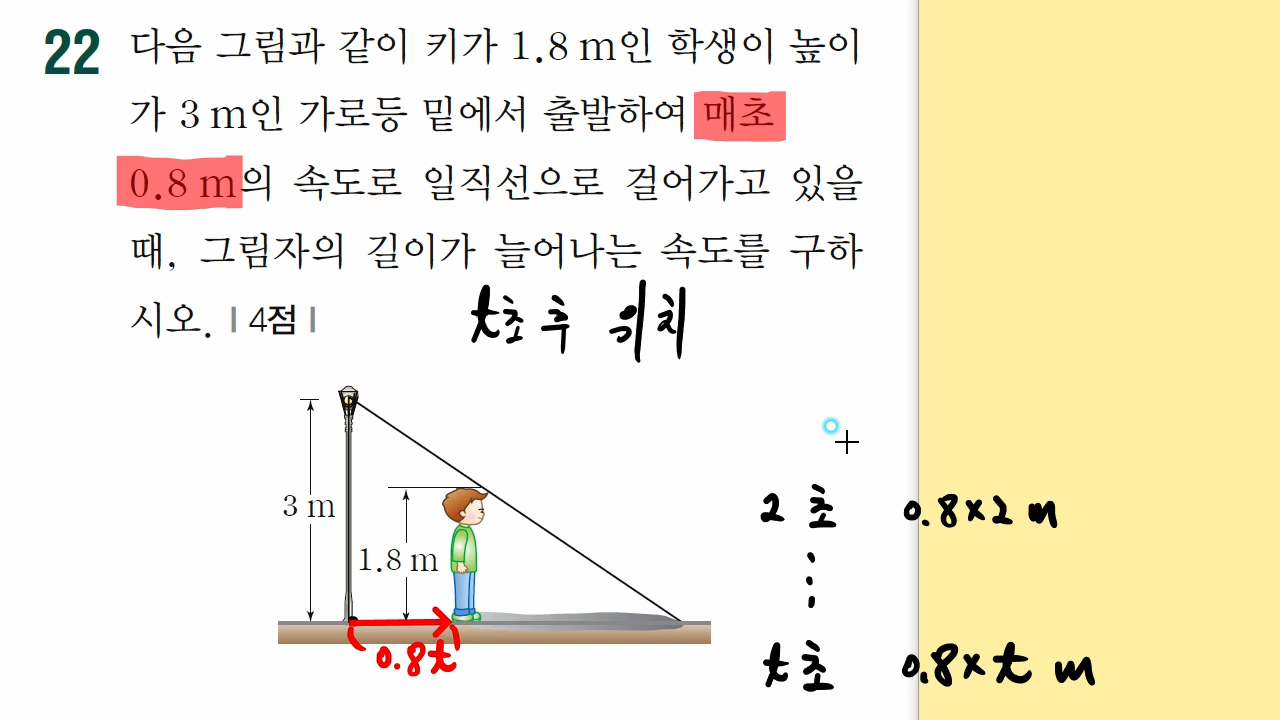 22 다음 그림과 같이 키가 1.8 m인 학생이 높이
가 3 m인 가로등 밑에서 출발하여 매초
0.8 m의 속도로 일직선으로 걸어가고 있을
때, 그림자의 길이가 늘어나는 속도를 구하
시오. | 4점 |
t초 후 위치
3 m
1.8 m
0.8t
2 초 0.8×2 m
⋮
t초 0.8×t m